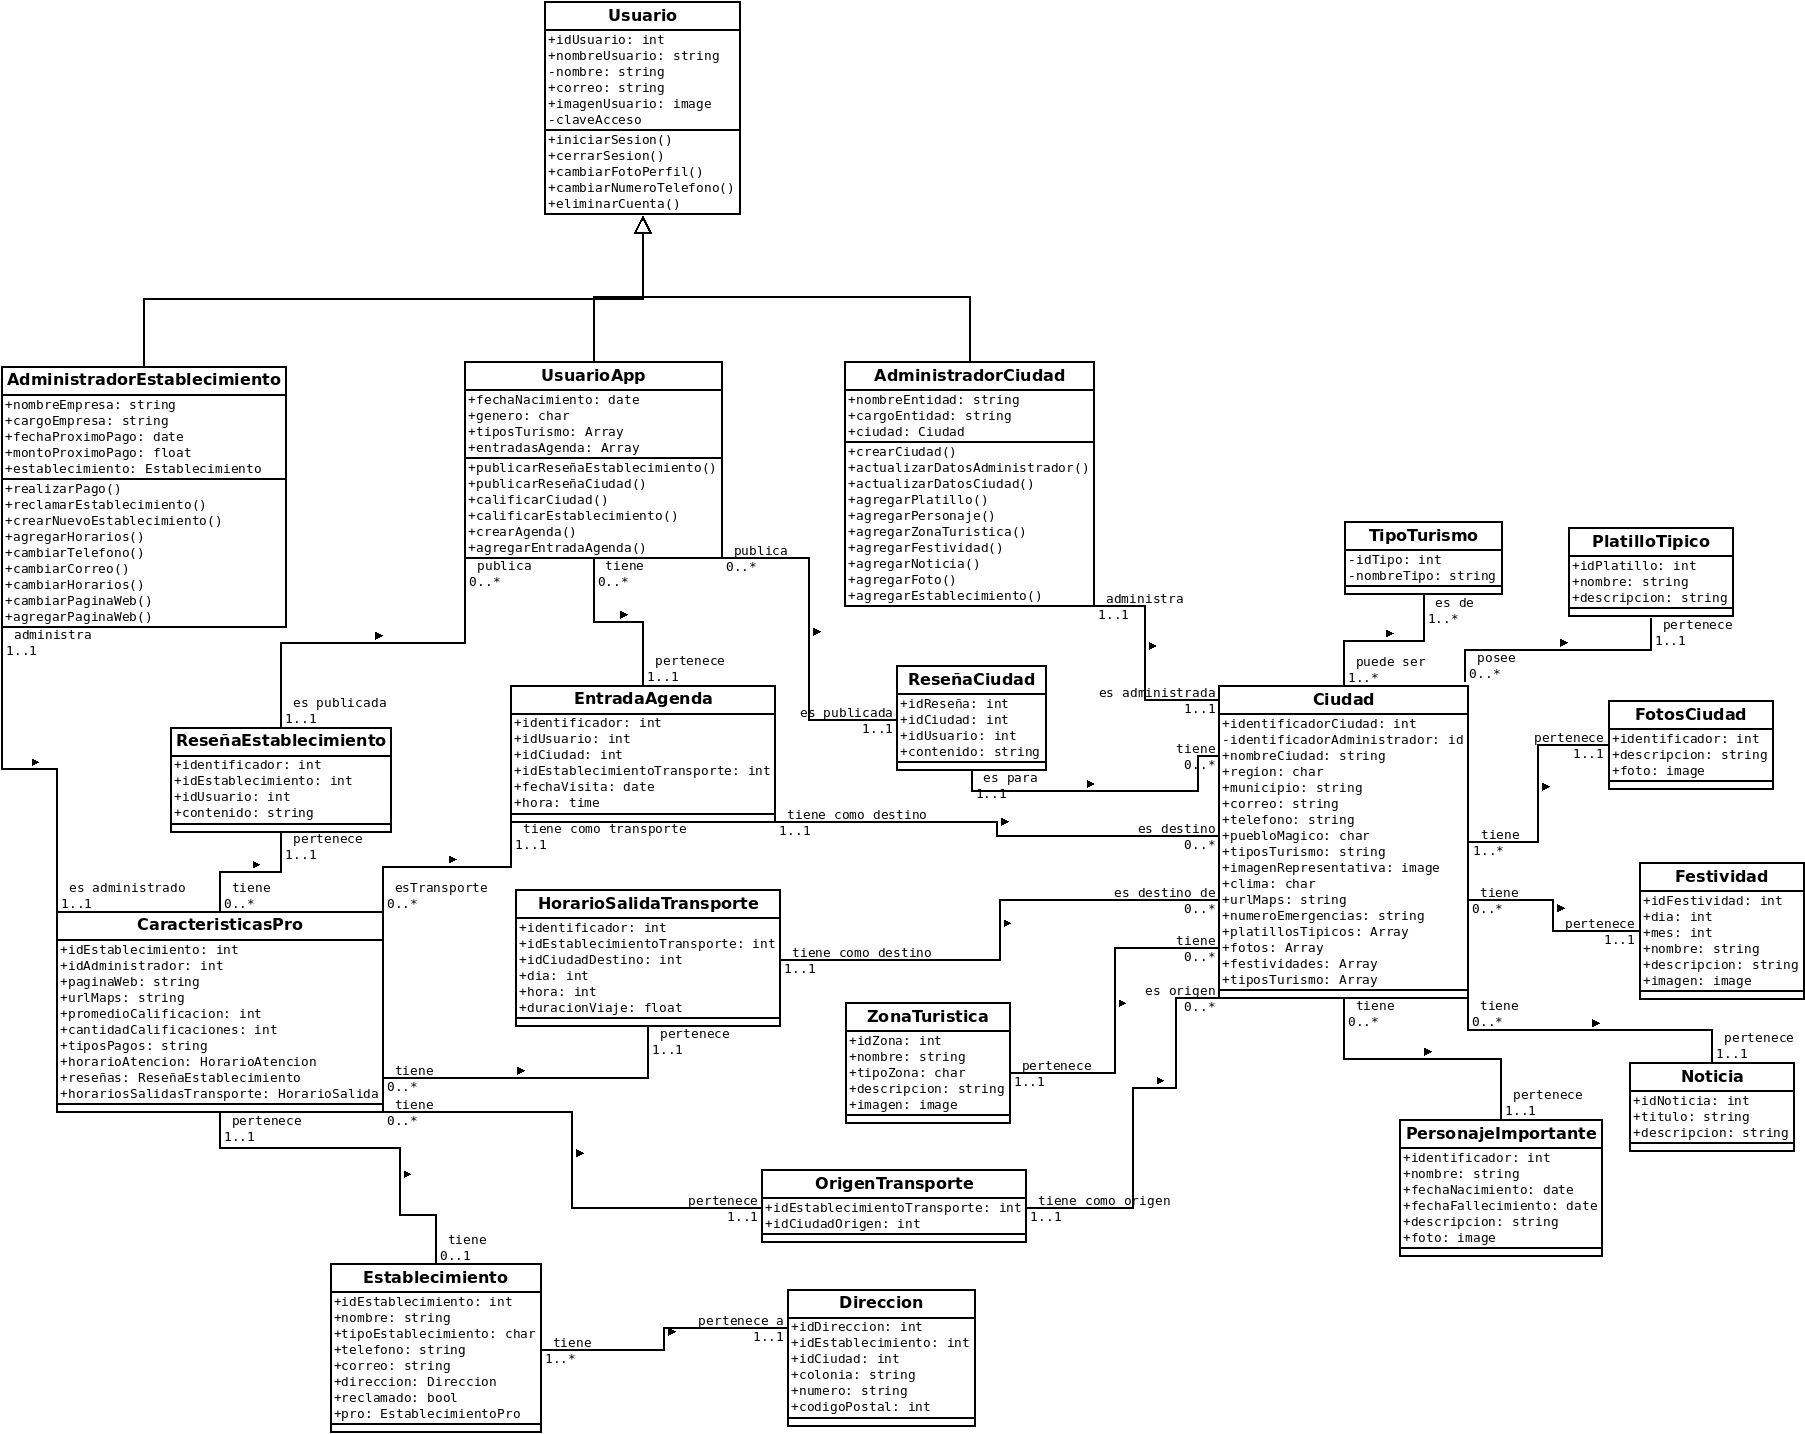 Usuario
+idUsuario: int
+nombreUsuario: string
-nombre: string
+correo: string
+imagenUsuario: image
-claveAcceso
+iniciarSesion()
+cerrarSesion()
+cambiarFotoPerfil()
+cambiarNumeroTelefono()
+eliminarCuenta()
AdministradorEstablecimiento
+nombreEmpresa: string
+cargoEmpresa: string
+fechaProximoPago: date
+montoProximoPago: float
+establecimiento: Establecimiento
+realizarPago()
+reclamarEstablecimiento()
+crearNuevoEstablecimiento()
+agregarHorarios()
+cambiarTelefono()
+cambiarCorreo()
+cambiarHorarios()
+cambiarPaginaWeb()
+agregarPaginaWeb()
administra
1..1
UsuarioApp
+fechaNacimiento: date
+genero: char
+tiposTurismo: Array
+entradasAgenda: Array
+publicarReseñaEstablecimiento()
+publicarReseñaCiudad()
+calificarCiudad()
+calificarEstablecimiento()
+crearAgenda()
+agregarEntradaAgenda()
publica
0..*
tiene
0..*
publica
0..*
AdministradorCiudad
+nombreEntidad: string
+cargoEntidad: string
+ciudad: Ciudad
+crearCiudad()
+actualizarDatosAdministrador()
+actualizarDatosCiudad()
+agregarPlatillo()
+agregarPersonaje()
+agregarZonaTuristica()
+agregarFestividad()
+agregarNoticia()
+agregarFoto()
+agregarEstablecimiento()
administra
1..1
TipoTurismo
-idTipo: int
-nombreTipo: string
es de
1..*
PlatilloTipico
+idPlatillo: int
+nombre: string
+descripcion: string
pertenece
1..1
es publicada
1..1
ReseñaEstablecimiento
+identificador: int
+idEstablecimiento: int
+idUsuario: int
+contenido: string
pertenece
1..1
pertenece
1..1
EntradaAgenda
+identificador: int
+idUsuario: int
+idCiudad: int
+idEstablecimientoTransporte: int
+fechaVisita: date
+hora: time
tiene como transporte
1..1
tiene como destino
1..1
es publicada
1..1
ReseñaCiudad
+idReseña: int
+idCiudad: int
+idUsuario: int
+contenido: string
es para
1..1
puede ser
1..*
posee
0..*
es administrada
1..1
tiene
0..*
es destino
0..*
es destino de
0..*
tiene
0..*
es origen
0..*
Ciudad
+identificadorCiudad: int
-identificadorAdministrador: id
+nombreCiudad: string
+region: char
+municipio: string
+correo: string
+telefono: string
+puebloMagico: char
+tiposTurismo: string
+imagenRepresentativa: image
+clima: char
+urlMaps: string
+numeroEmergencias: string
+platillosTipicos: Array
+fotos: Array
+festividades: Array
+tiposTurismo: Array
tiene
1..*
tiene
0..*
tiene
0..*
tiene
0..*
pertenece
1..1
FotosCiudad
+identificador: int
+descripcion: string
+foto: image
pertenece
1..1
Festividad
+idFestividad: int
+dia: int
+mes: int
+nombre: string
+descripcion: string
+imagen: image
pertenece
1..1
Noticia
+idNoticia: int
+titulo: string
+descripcion: string
pertenece
1..1
PersonajeImportante
+identificador: int
+nombre: string
+fechaNacimiento: date
+fechaFallecimiento: date
+descripcion: string
+foto: image
es administrado
1..1
tiene
0..*
esTransporte
0..*
CaracteristicasPro
+idEstablecimiento: int
+idAdministrador: int
+paginaWeb: string
+urlMaps: string
+promedioCalificacion: int
+cantidadCalificaciones: int
+tiposPagos: string
+horarioAtencion: HorarioAtencion
+reseñas: ReseñaEstablecimiento
+horariosSalidasTransporte: HorarioSalida
tiene
0..*
tiene
0..*
pertenece
1..1
HorarioSalidaTransporte
+identificador: int
+idEstablecimientoTransporte: int
+idCiudadDestino: int
+dia: int
+hora: int
+duracionViaje: float
tiene como destino
1..1
pertenece
1..1
ZonaTuristica
+idZona: int
+nombre: string
+tipoZona: char
+descripcion: string
+imagen: image
pertenece
1..1
pertenece
1..1
OrigenTransporte
+idEstablecimientoTransporte: int
+idCiudadOrigen: int
tiene como origen
1..1
tiene
0..1
Establecimiento
+idEstablecimiento: int
+nombre: string
+tipoEstablecimiento: char
+telefono: string
+correo: string
+direccion: Direccion
+reclamado: bool
+pro: EstablecimientoPro
tiene
1..*
pertenece a
1..1
Direccion
+idDireccion: int
+idEstablecimiento: int
+idCiudad: int
+colonia: string
+numero: string
+codigoPostal: int